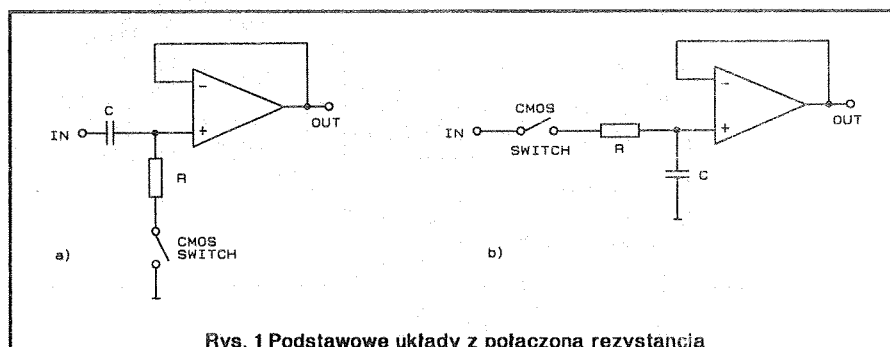 C
IN
−
+
OUT
R
CMOS
SWITCH
a)
IN
CMOS
SWITCH
R
C
−
+
OUT
b)
Rys. 1 Podstawowe układy z połączoną rezystancją